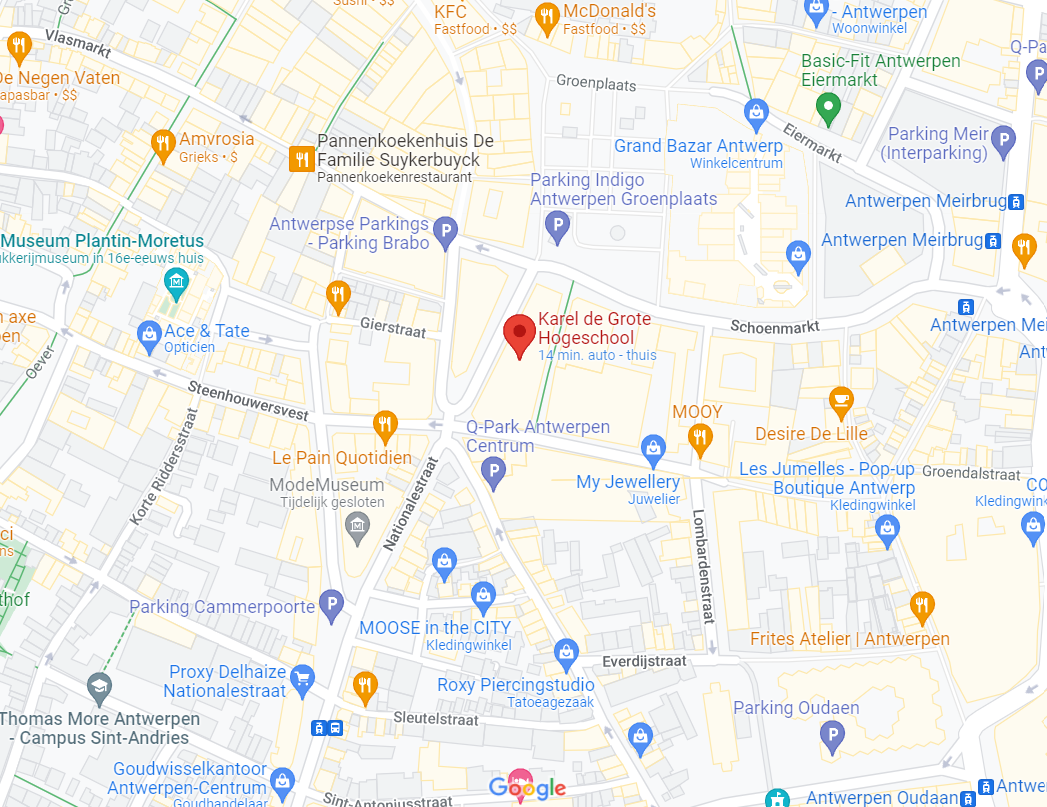 Sushi • $$
KFC
Fastfood • $$
McDonald's
Fastfood • $$
- Antwerpen
Woonwinkel
Vlasmarkt
De Negen Vaten
apasbar • $$
Groenplaats
Basic-Fit Antwerpen
Eiermarkt
Q-Pa
Amvrosia
Grieks • $
Pannenkoekenhuis De
Familie Suykerbuyck
Pannenkoekenrestaurant
Grand Bazar Antwerp
Winkelcentrum
Eiermarkt
Parking Meir
(Interparking)
Parking Indigo
Antwerpen Groenplaats
Antwerpen Meirbrug
Antwerpse Parkings
- Parking Brabo
Museum Plantin-Moretus
kkerijmuseum in 16e-eeuws huis
Antwerpen Meirbrug
n axe
pen
Ace & Tate
Opticien
Gierstraat
Karel de Grote
Hogeschool
14 min. auto - thuis
Schoenmarkt
Antwerpen Mei
Ant
Oever
Steenhouwersvest
Korte Riddersstraat
Le Pain Quotidien
Q-Park Antwerpen
Centrum
MOOY
Desire De Lille
ModeMuseum
Tijdelijk gesloten
Nationalestraat
My Jewellery
Juwelier
Les Jumelles - Pop-up
Boutique Antwerp
Kledingwinkel
Groendalstraat
CO
Kledingwink
Lombardenstraat
ci
ns
thof
Parking Cammerpoorte
MOOSE in the CITY
Kledingwinkel
Frites Atelier | Antwerpen
Everdijstraat
Proxy Delhaize
Nationalestraat
Roxy Piercingstudio
Tatoeagezaak
Thomas More Antwerpen
- Campus Sint-Andries
Sleutelstraat
Parking Oudaen
Goudwisselkantoor
Antwerpen-Centrum
Goudhandelaar
Google
Sint-Antoniusstraat
Antwerpen Oudaan
Antwe